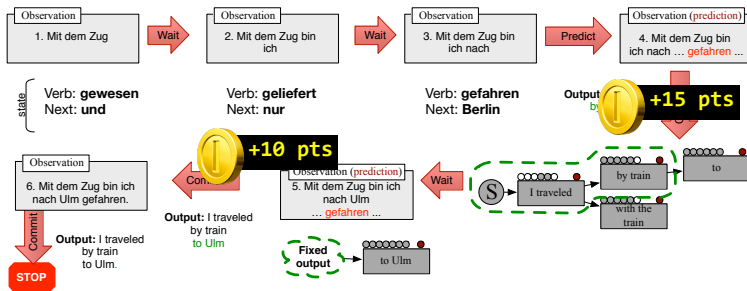 Observation
1. Mit dem Zug
Wait
Observation
2. Mit dem Zug bin
ich
Wait
Observation
3. Mit dem Zug bin
ich nach
Predict
Observation (prediction)
4. Mit dem Zug bin
ich nach … gefahren ...
state
Verb: gewesen
Next: und
Verb: geliefert
Next: nur
Verb: gefahren
Next: Berlin
Output:
by
+15 pts
S
I traveled
by train
to
with the
train
Wait
Observation (prediction)
5. Mit dem Zug bin
ich nach Ulm
… gefahren ...
Fixed
output
to Ulm
+10 pts
Output: I traveled
by train
to Ulm
Observation
6. Mit dem Zug bin ich
nach Ulm gefahren.
Commit
Output: I traveled
by train
to Ulm.
STOP